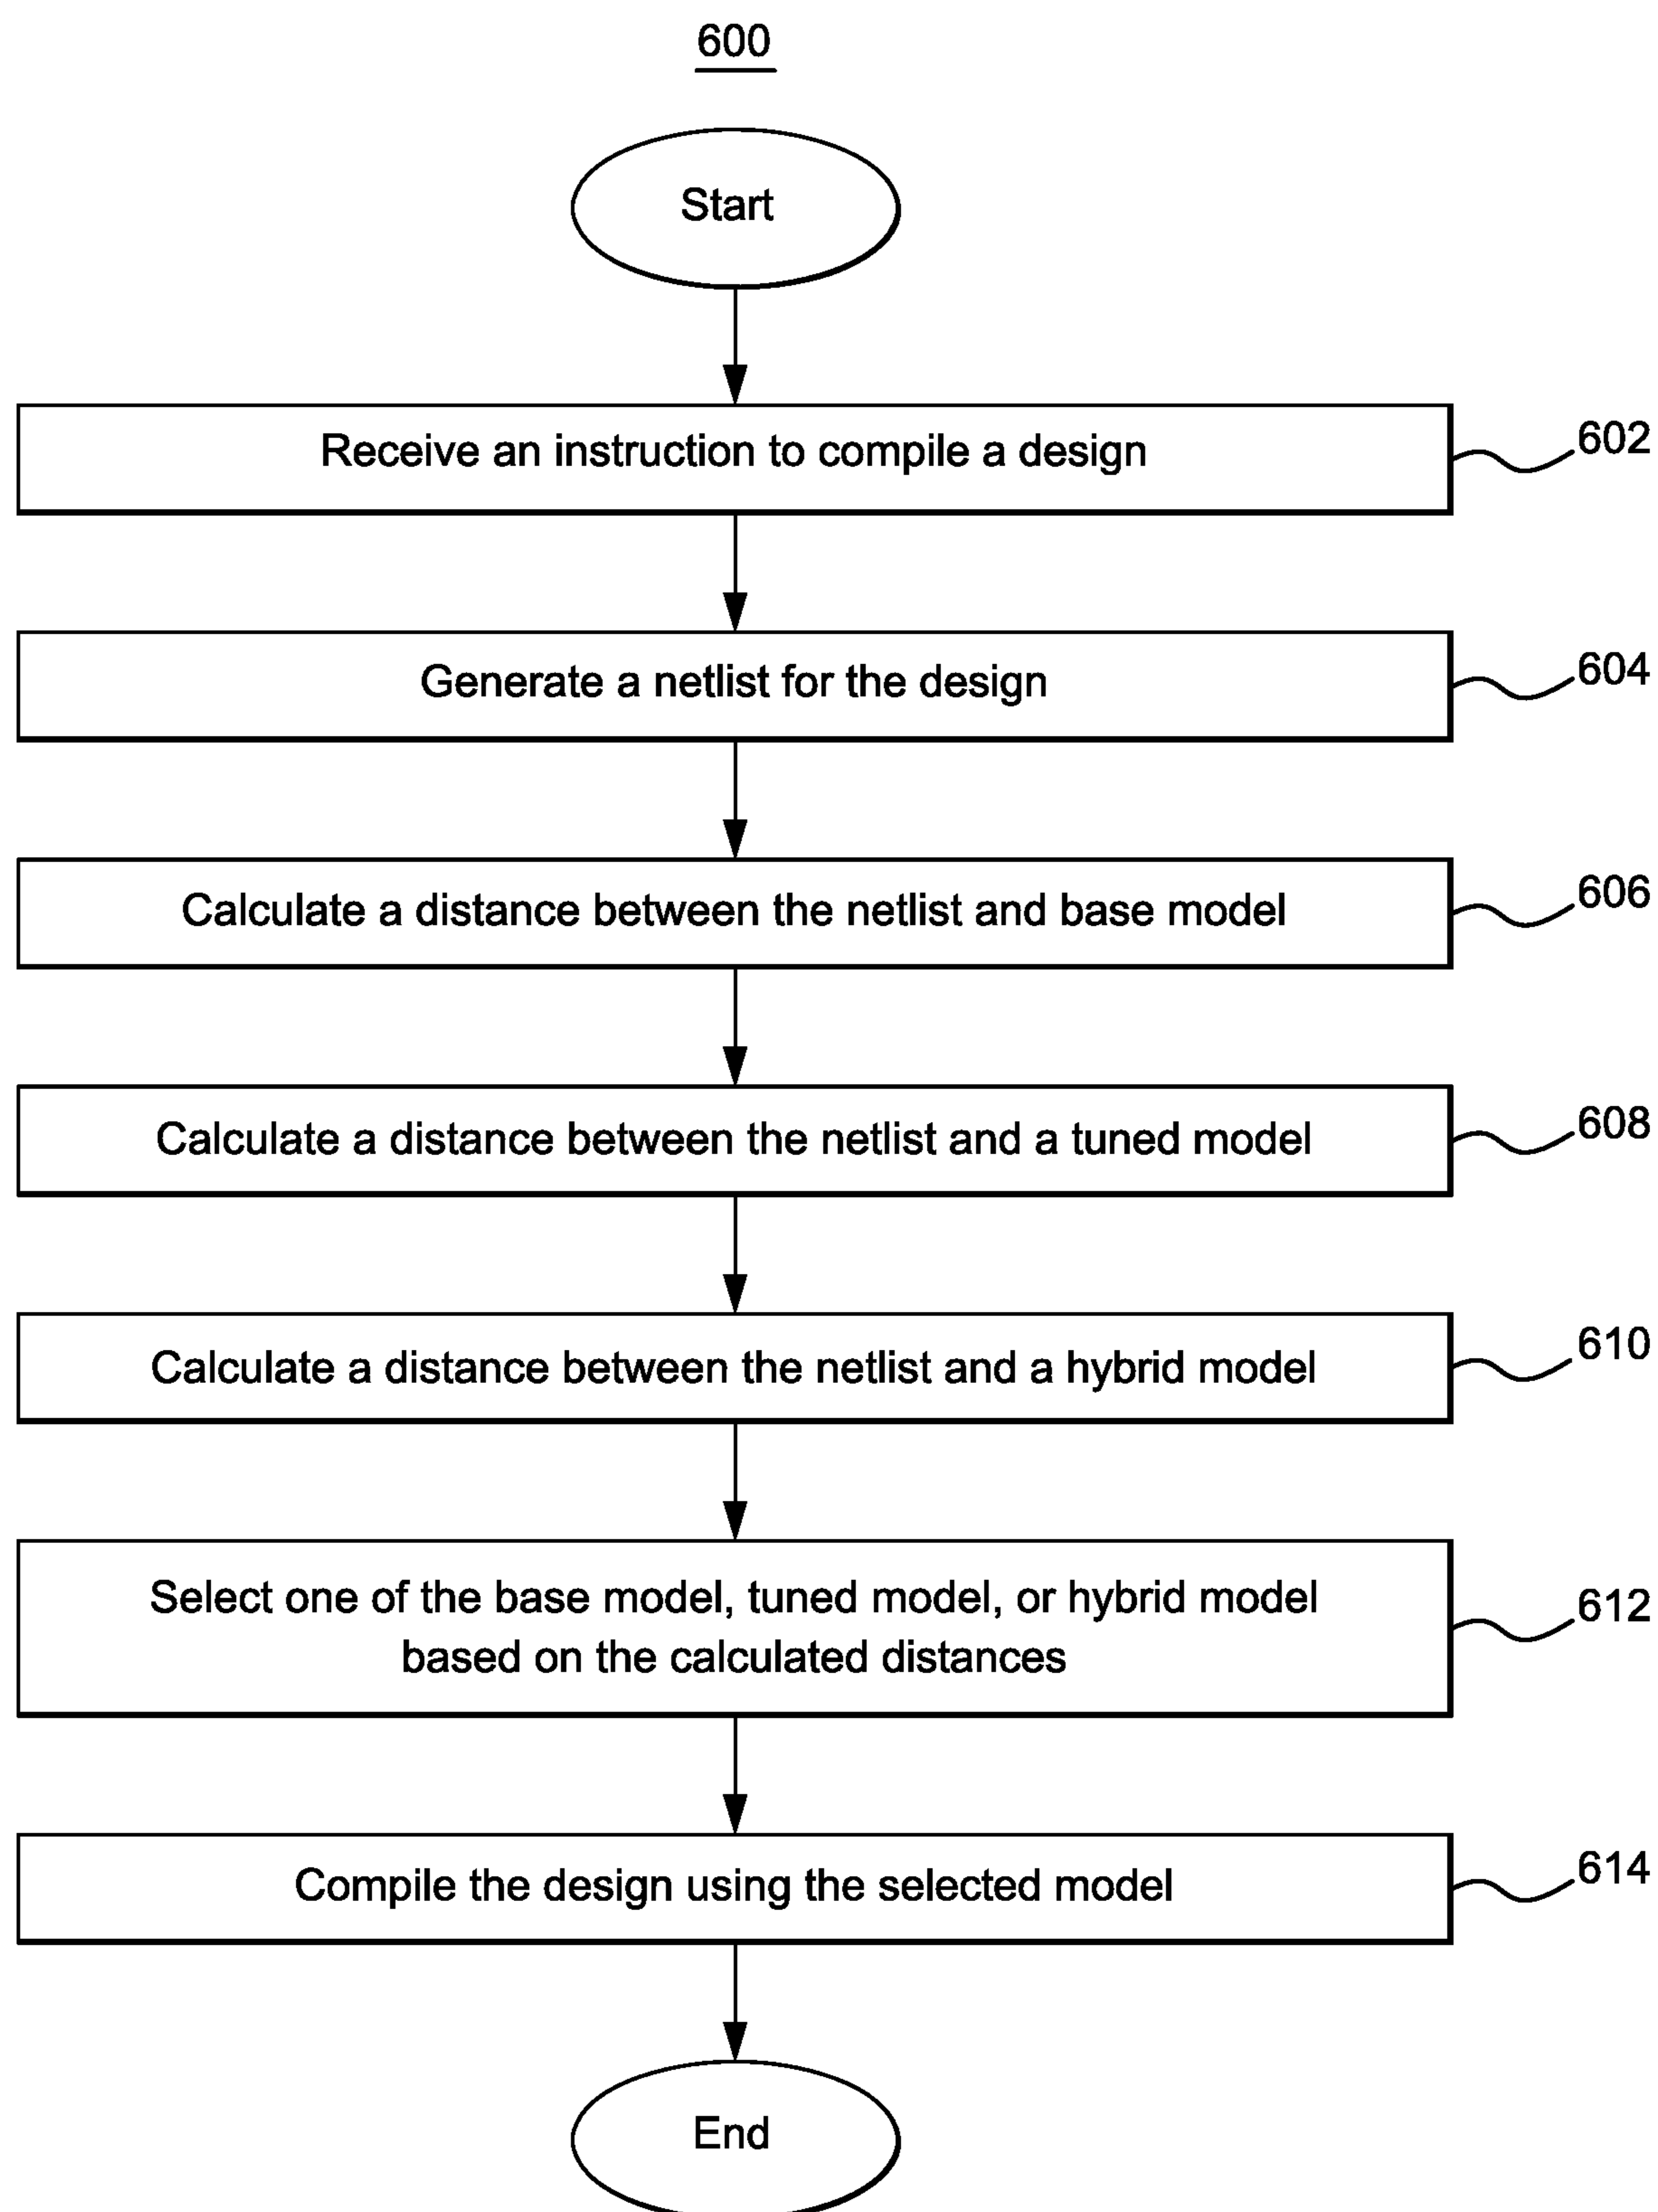 600
Start
Receive an instruction to compile a design
602
Generate a netlist for the design
604
Calculate a distance between the netlist and base model
606
Calculate a distance between the netlist and a tuned model
608
Calculate a distance between the netlist and a hybrid model
610
Select one of the base model, tuned model, or hybrid model
based on the calculated distances
612
Compile the design using the selected model
614
End